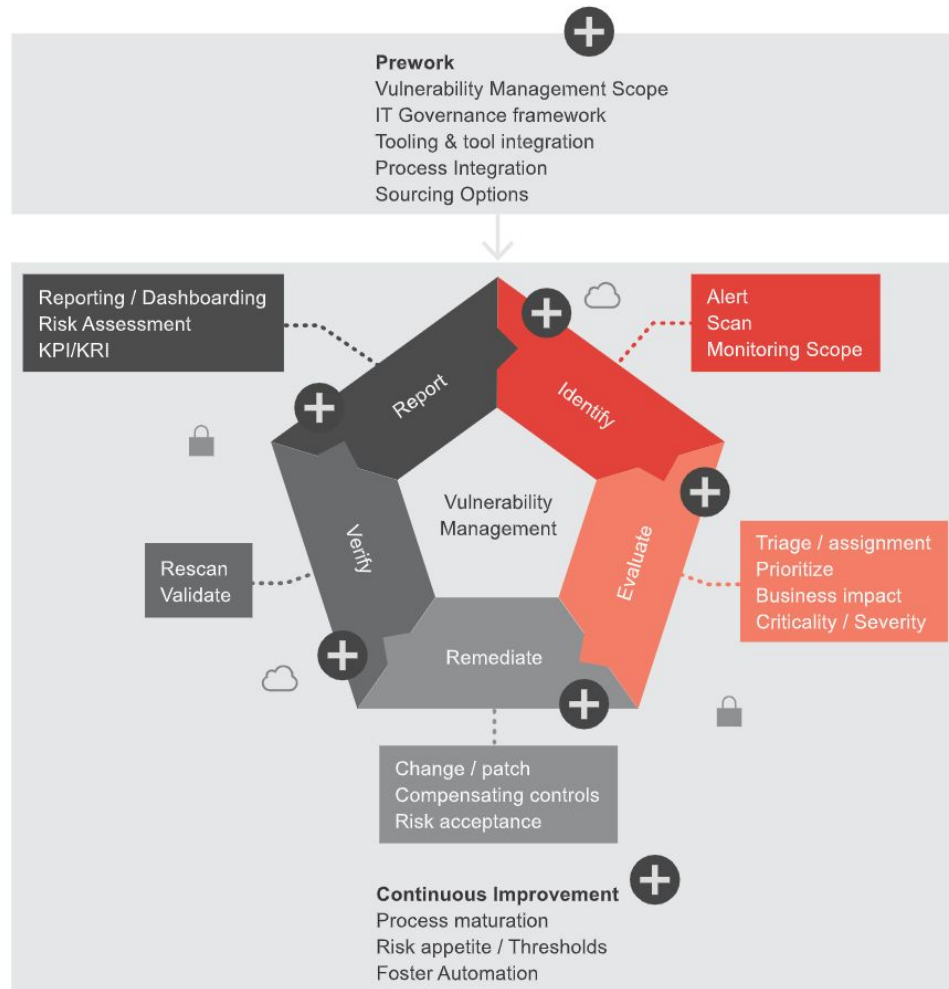 Prework
Vulnerability Management Scope
IT Governance framework
Tooling & tool integration
Process Integration
Sourcing Options
Reporting / Dashboarding
Risk Assessment
KPI/KRI
Alert
Scan
Monitoring Scope
Report
Identify
Vulnerability
Management
Verify
Evaluate
Rescan
Validate
Triage / assignment
Prioritize
Business impact
Criticality / Severity
Remediate
Change / patch
Compensating controls
Risk acceptance
Continuous Improvement
Process maturation
Risk appetite / Thresholds
Foster Automation